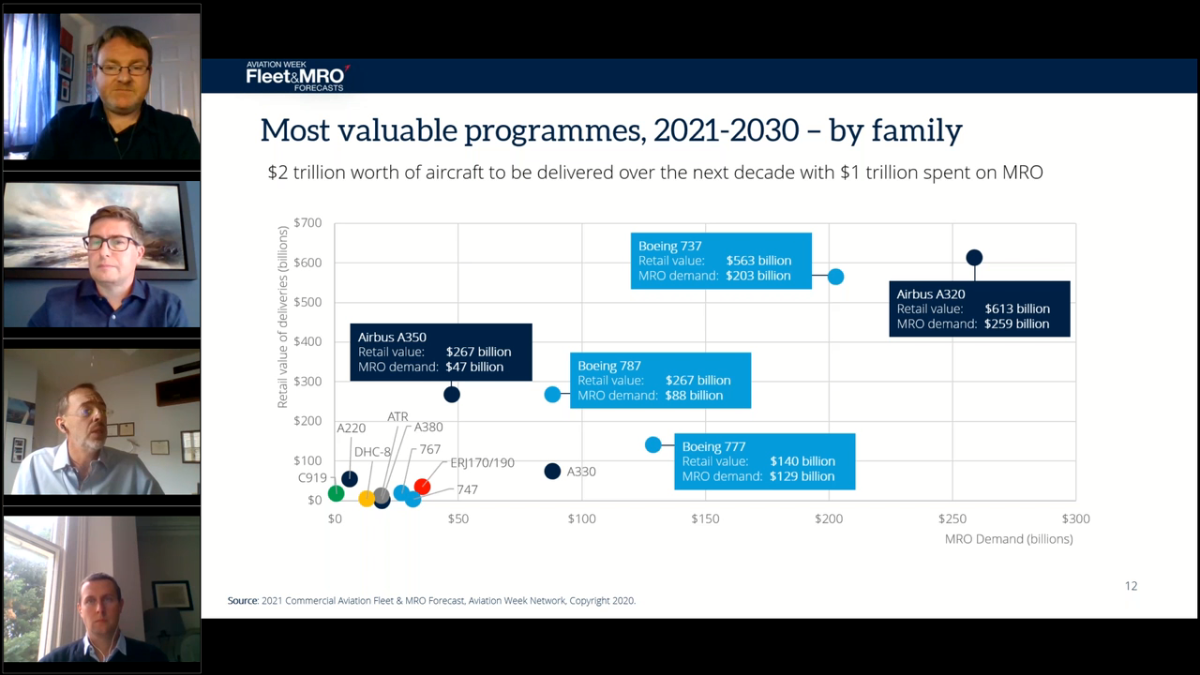 AVIATION WEEK
Fleet&MRO
FORECASTS
Most valuable programmes, 2021-2030 – by family
$2 trillion worth of aircraft to be delivered over the next decade with $1 trillion spent on MRO
Retail value of deliveries (billions)
$700
$600
$500
$400
$300
$200
$100
$0
Boeing 737
Retail value: $563 billion
MRO demand: $203 billion
Airbus A320
Retail value: $613 billion
MRO demand: $259 billion
Airbus A350
Retail value: $267 billion
MRO demand: $47 billion
Boeing 787
Retail value: $267 billion
MRO demand: $88 billion
Boeing 777
Retail value: $140 billion
MRO demand: $129 billion
ATR
A220
A380
DHC-8
767
ERJ170/190
C919
747
A330
$0 $50 $100 $150 $200 $250 $300
MRO Demand (billions)
12
Source: 2021 Commercial Aviation Fleet & MRO Forecast, Aviation Week Network, Copyright 2020.